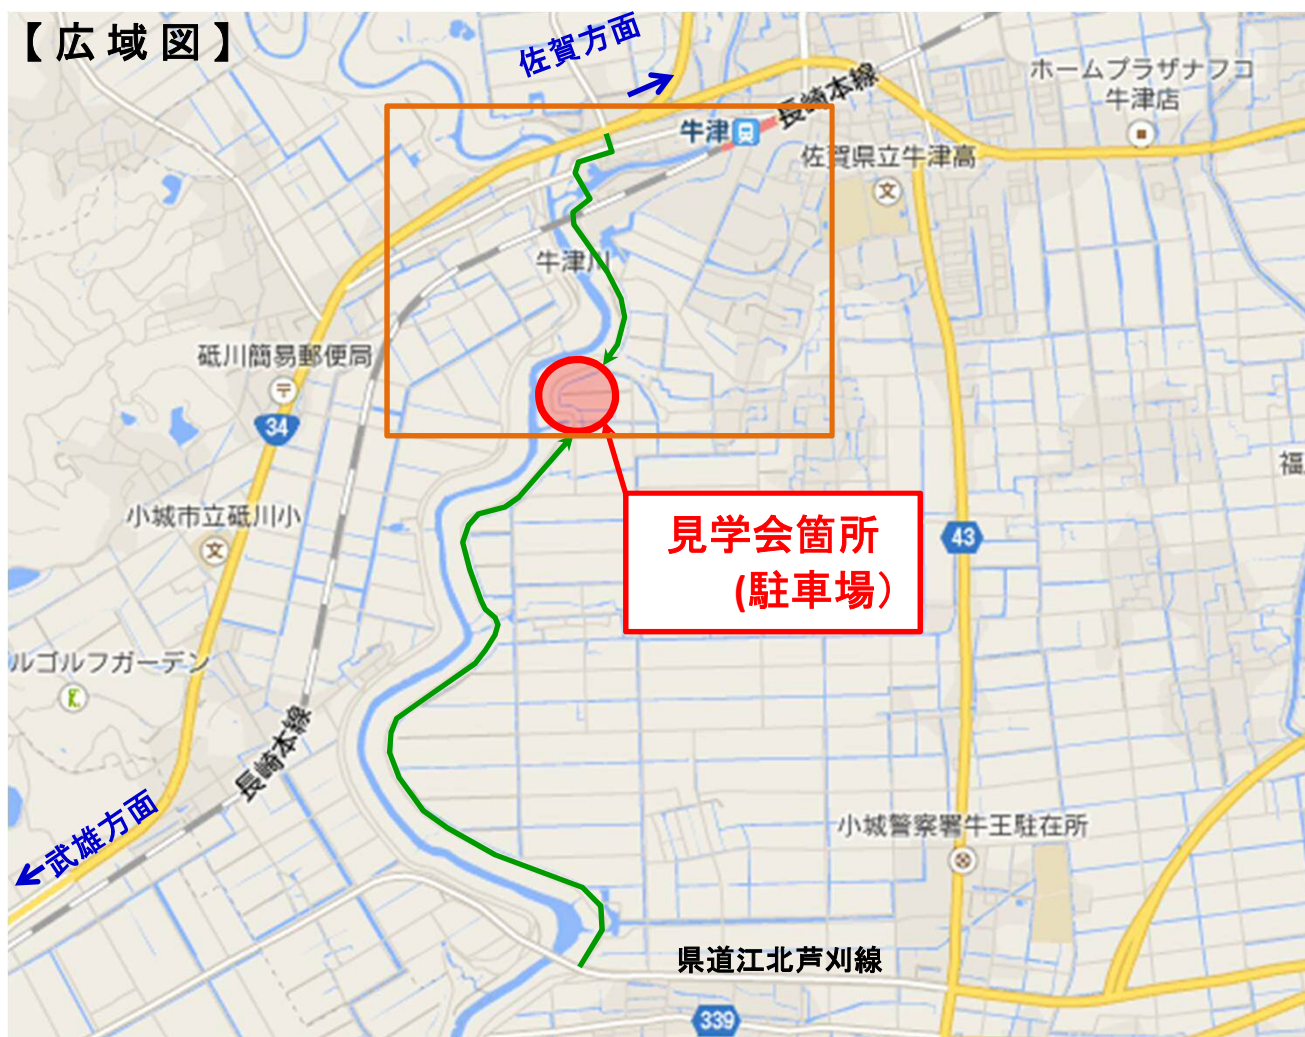 【広域図】
佐賀方面
長崎本線
ホームプラザナフコ
牛津店
牛津
佐賀県立牛津高
文
牛津川
砥川簡易郵便局
〒
34
小城市立砥川小
文
見学会箇所
(駐車場)
43
福
ルゴルフガーデン
長崎本線
武雄方面
小城警察署牛王駐在所
県道江北芦刈線
339